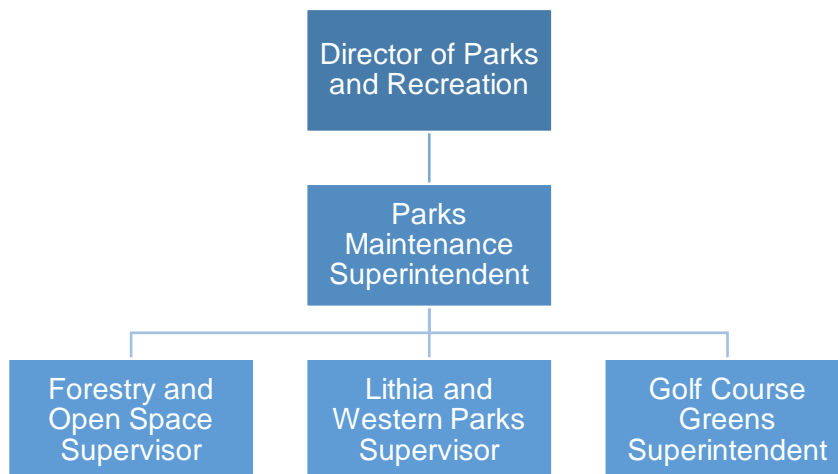 Director of Parks
and Recreation
Parks
Maintenance
Superintendent
Forestry and
Open Space
Supervisor
Lithia and
Western Parks
Supervisor
Golf Course
Greens
Superintendent